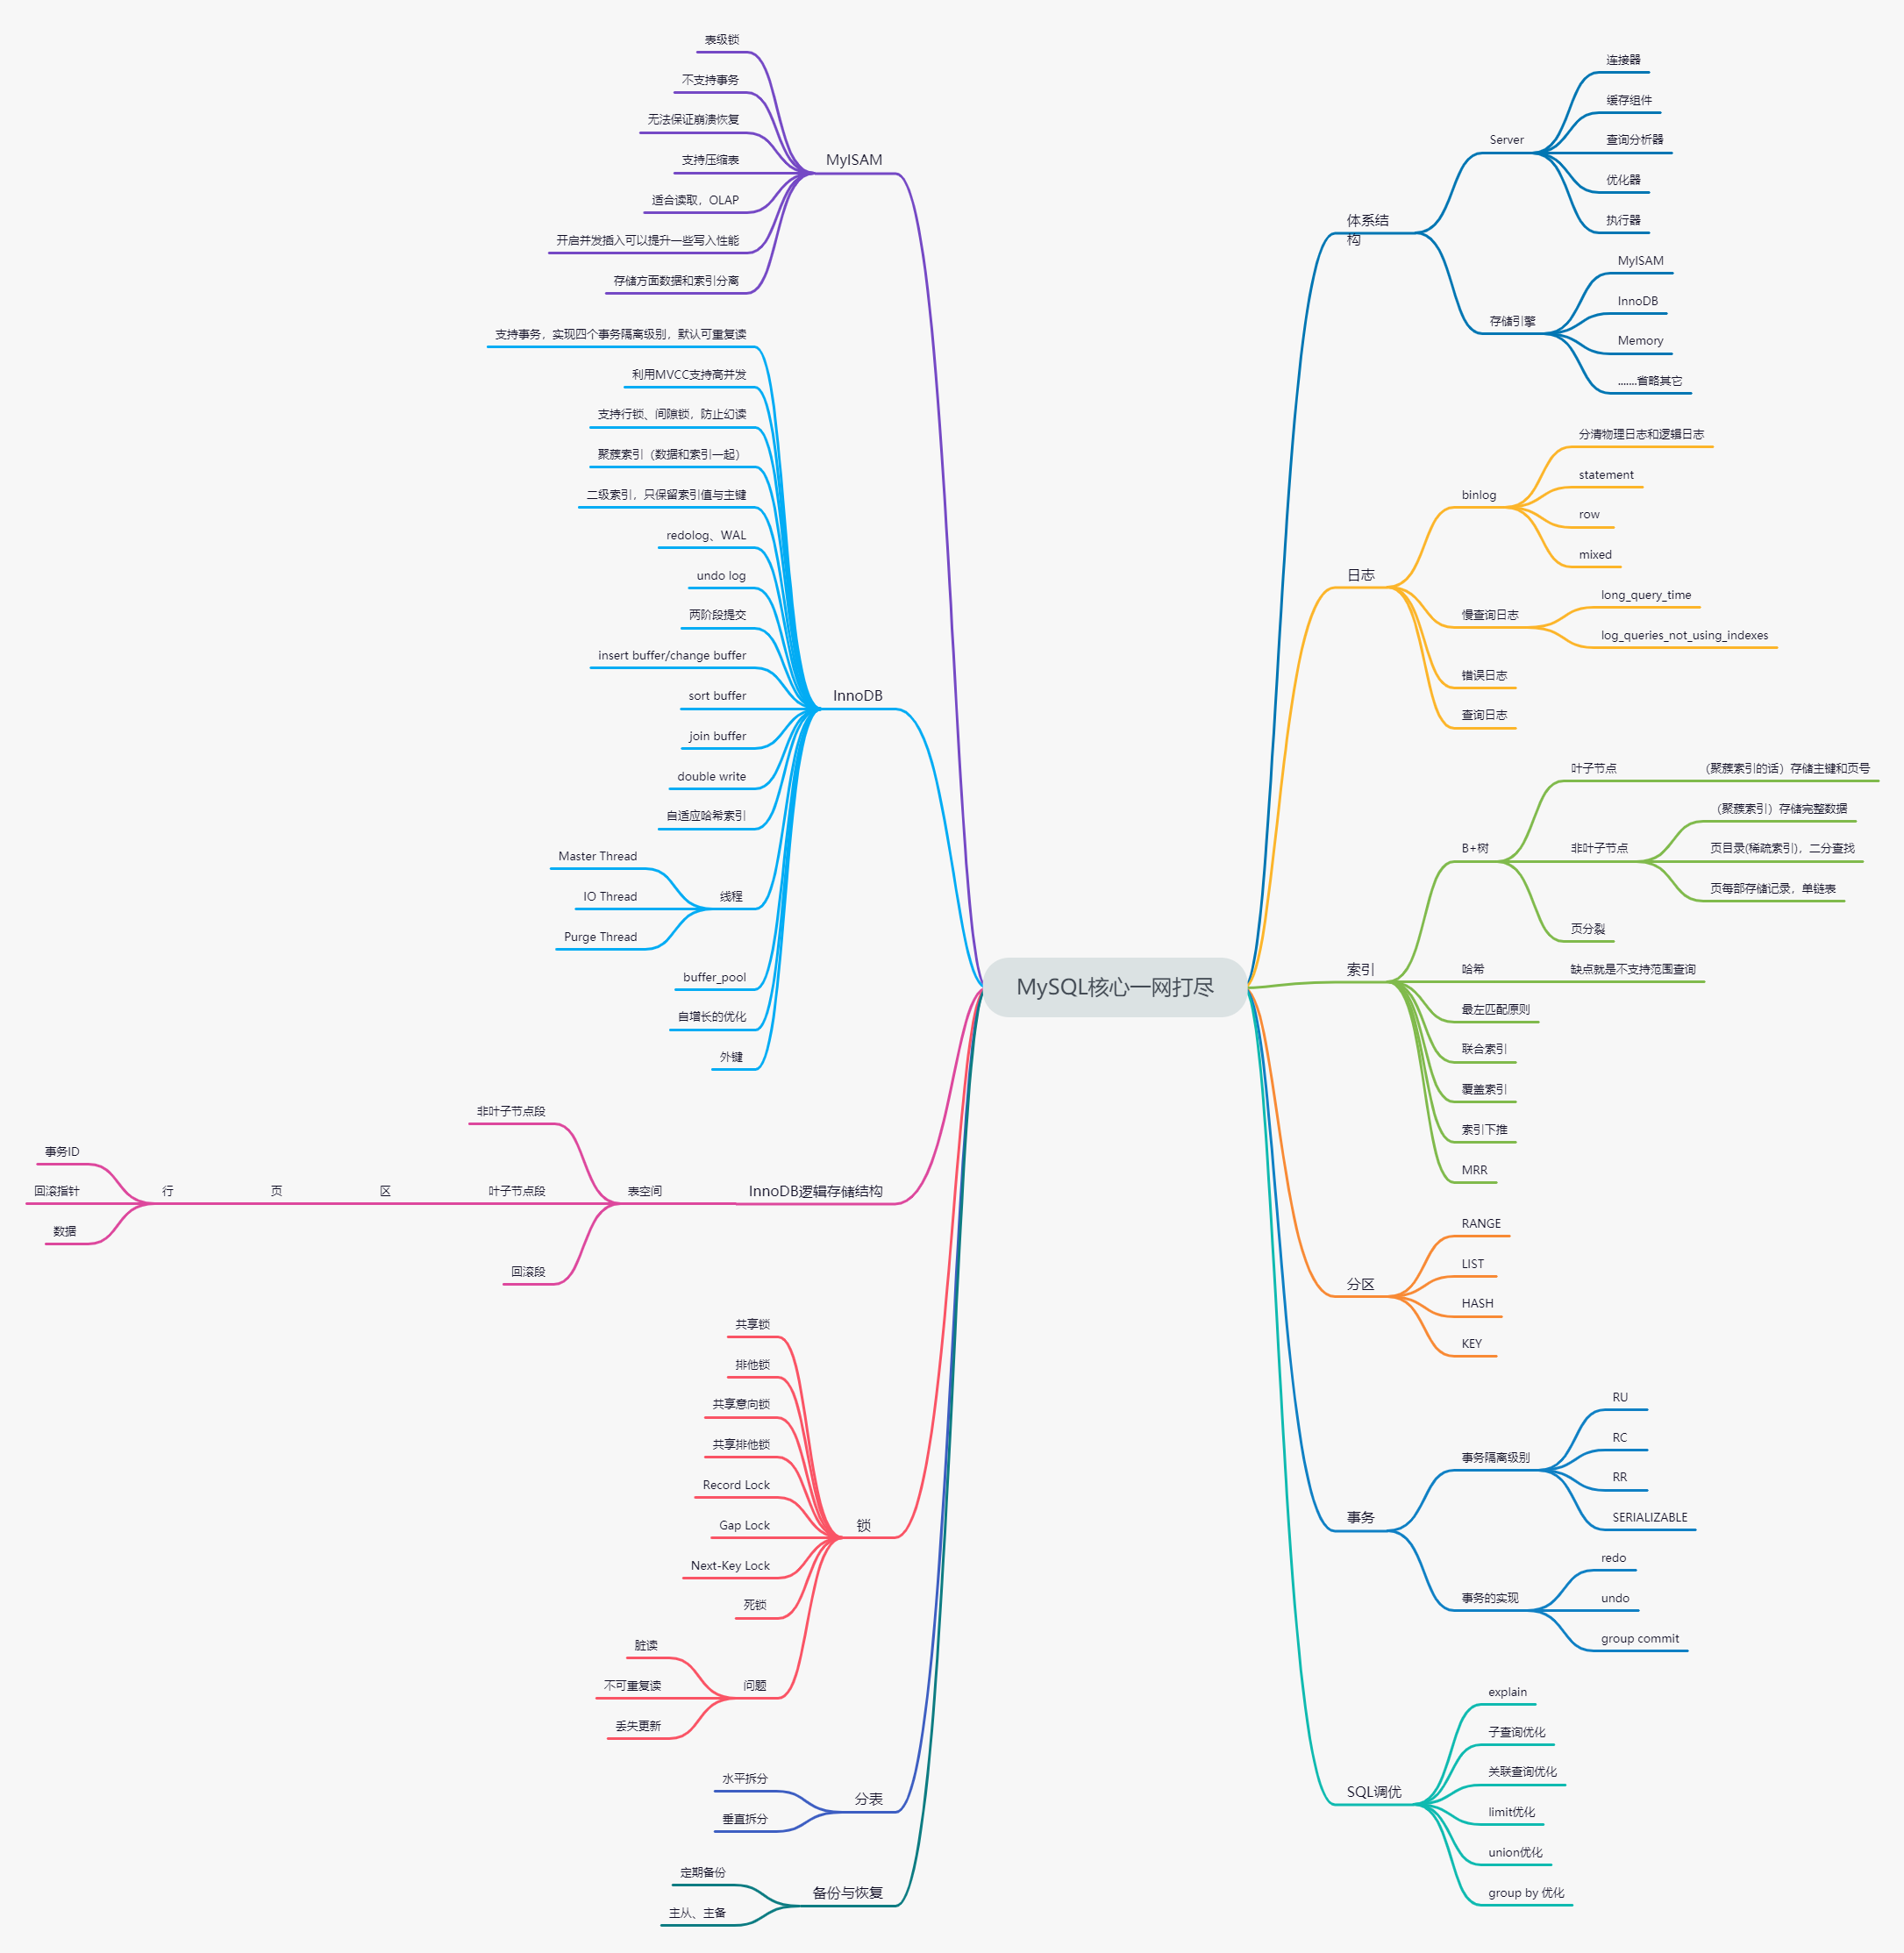 MySQL核心一网打尽
体系结
构
Server
连接器
缓存组件
查询分析器
优化器
执行器
存储引擎
MyISAM
InnoDB
Memory
.......省略其它
日志
binlog
分清物理日志和逻辑日志
statement
row
mixed
慢查询日志
long_query_time
log_queries_not_using_indexes
错误日志
查询日志
索引
B+树
叶子节点
（聚蔟索引的话）存储主键和页号
非叶子节点
（聚蔟索引）存储完整数据
页目录(稀疏索引)，二分查找
页每部存储记录，单链表
页分裂
哈希
缺点就是不支持范围查询
最左匹配原则
联合索引
覆盖索引
索引下推
MRR
分区
RANGE
LIST
HASH
KEY
事务
事务隔离级别
RU
RC
RR
SERIALIZABLE
事务的实现
redo
undo
group commit
SQL调优
explain
子查询优化
关联查询优化
limit优化
union优化
group by 优化
MyISAM
表级锁
不支持事务
无法保证崩溃恢复
支持压缩表
适合读取，OLAP
开启并发插入可以提升一些写入性能
存储方面数据和索引分离
InnoDB
支持事务，实现四个事务隔离级别，默认可重复读
利用MVCC支持高并发
支持行锁、间隙锁，防止幻读
聚蔟索引（数据和索引一起）
二级索引，只保留索引值与主键
redolog、WAL
undo log
两阶段提交
insert buffer/change buffer
sort buffer
join buffer
double write
自适应哈希索引
线程
Master Thread
IO Thread
Purge Thread
buffer_pool
自增长的优化
外键
InnoDB逻辑存储结构
表空间
非叶子节点段
叶子节点段
区
页
行
事务ID
回滚指针
数据
回滚段
锁
共享锁
排他锁
共享意向锁
共享排他锁
Record Lock
Gap Lock
Next-Key Lock
死锁
问题
脏读
不可重复读
丢失更新
分表
水平拆分
垂直拆分
备份与恢复
定期备份
主从、主备